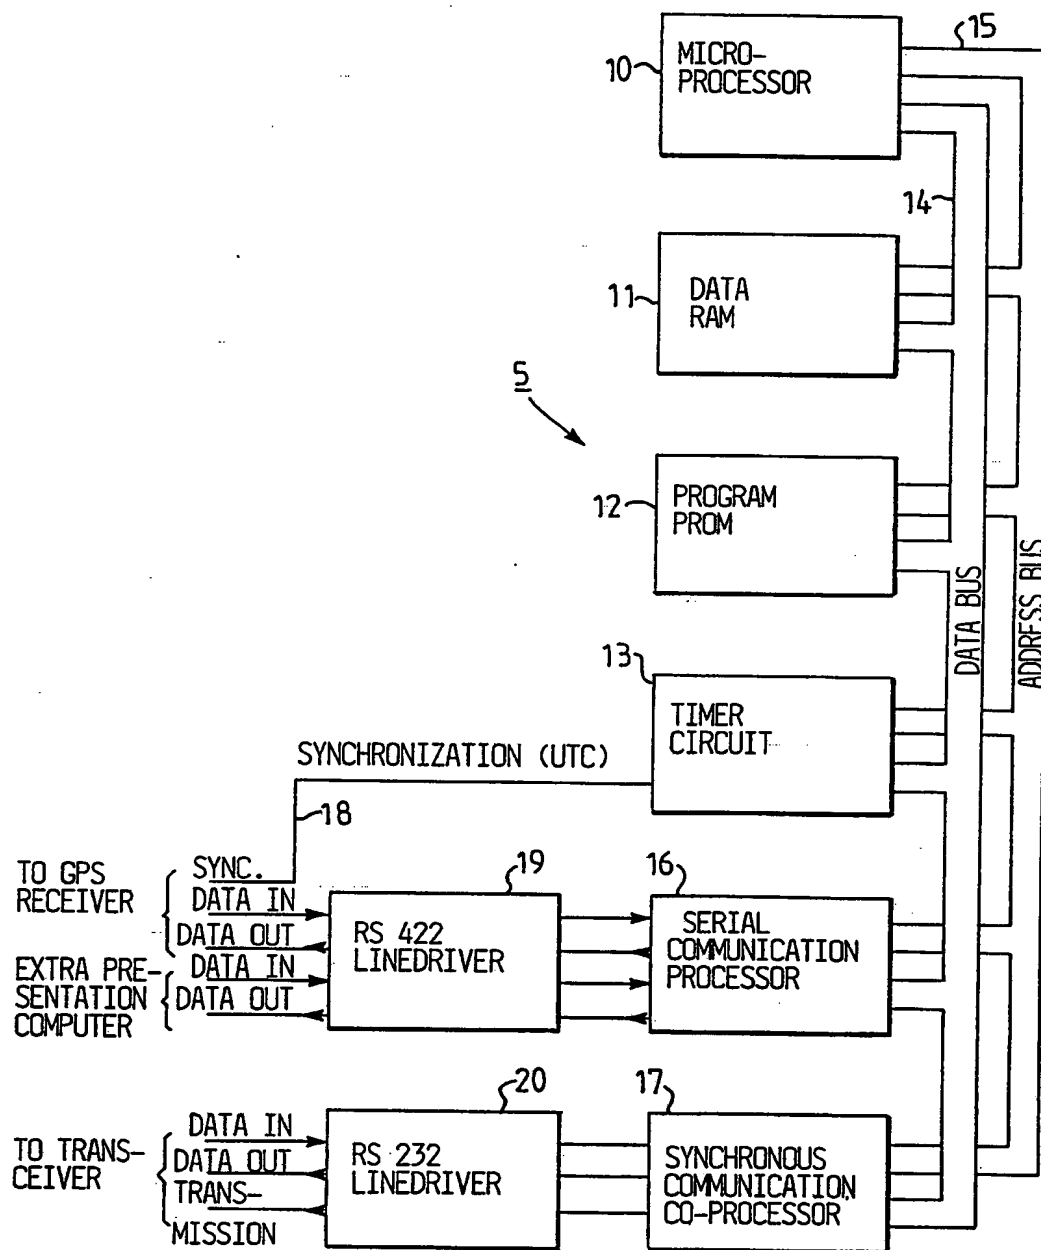 15
MICRO-
PROCESSOR
10
14
DATA
RAM
11
5
PROGRAM
PROM
12
DATA BUS
ADDRESS BUS
13
TIMER
CIRCUIT
SYNCHRONIZATION (UTC)
18
TO GPS
RECEIVER
SYNC.
DATA IN
DATA OUT
EXTRA PRE-
SENTATION
COMPUTER
DATA IN
DATA OUT
19
RS 422
LINEDRIVER
16
SERIAL
COMMUNICATION
PROCESSOR
20
17
TO TRANS-
CEIVER
DATA IN
DATA OUT
TRANS-
MISSION
RS 232
LINEDRIVER
SYNCHRONOUS
COMMUNICATION
CO-PROCESSOR